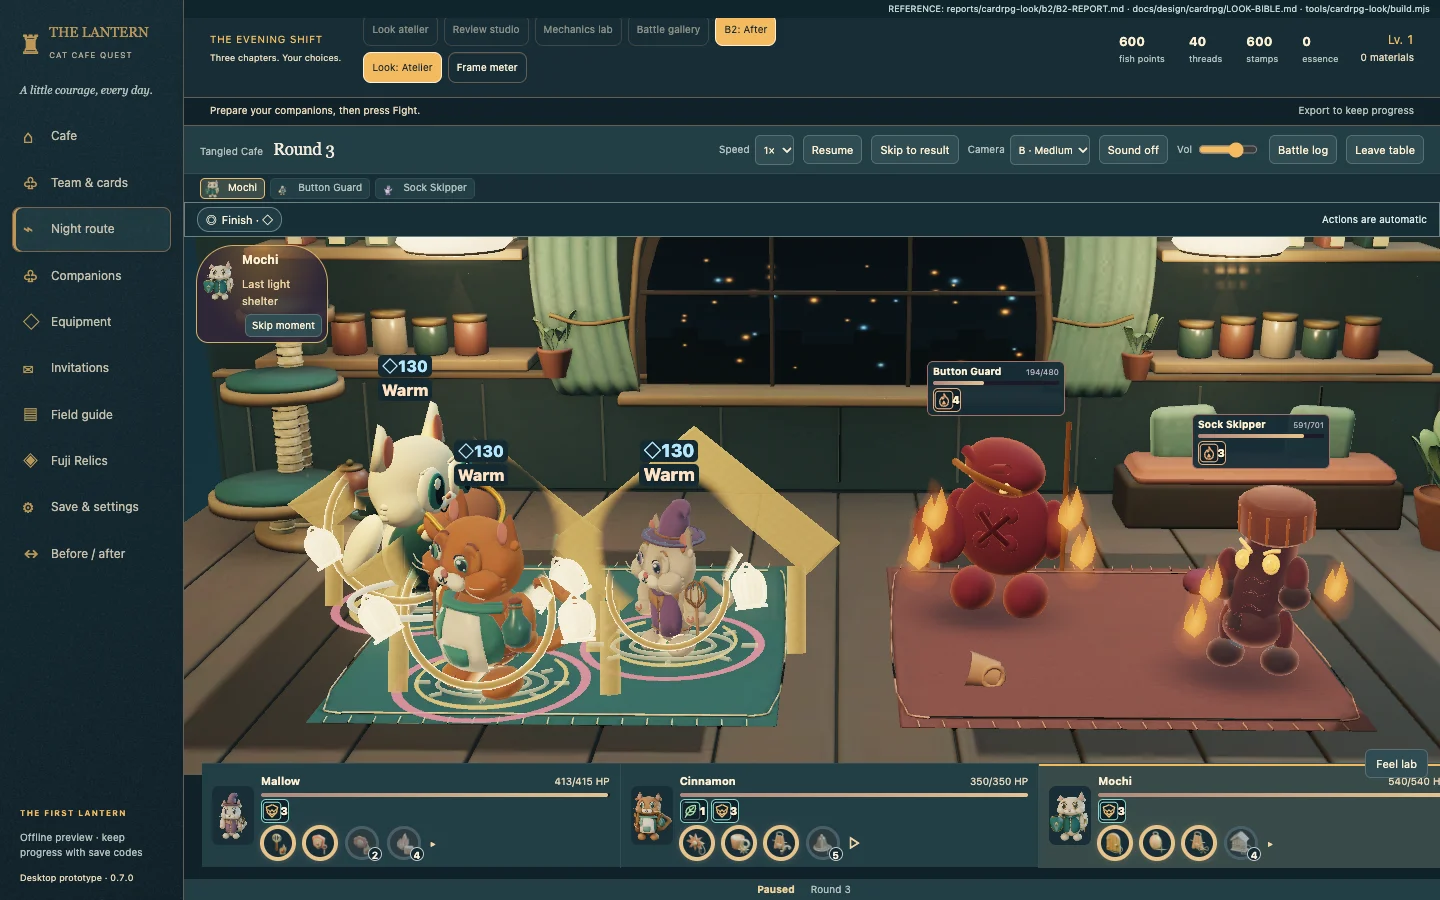 REFERENCE: reports/cardrpg-look/b2/B2-REPORT.md · docs/design/cardrpg/LOOK-BIBLE.md · tools/cardrpg-look/build.mjs
THE LANTERN
CAT CAFE QUEST
A little courage, every day.
Cafe
Team & cards
Night route
Companions
Equipment
Invitations
Field guide
Fuji Relics
Save & settings
Before / after
THE FIRST LANTERN
Offline preview · keep
progress with save codes
Desktop prototype · 0.7.0
THE EVENING SHIFT
Three chapters. Your choices.
Look atelier
Review studio
Mechanics lab
Battle gallery
B2: After
Look: Atelier
Frame meter
600
fish points
40
threads
600
stamps
0
essence
Lv. 1
0 materials
Prepare your companions, then press Fight.
Export to keep progress
Tangled Cafe
Round 3
Speed
1x
Resume
Skip to result
Camera
B · Medium
Sound off
Vol
Battle log
Leave table
Mochi
Button Guard
Sock Skipper
Finish ·
Actions are automatic
Mochi
Last light
shelter
Skip moment
130
Warm
130
Warm
130
Warm
Button Guard
194/480
4
Sock Skipper
591/701
3
Feel lab
Mallow
413/415 HP
3
2
4
Cinnamon
350/350 HP
1
3
5
Mochi
540/540 H
3
4
Paused
Round 3